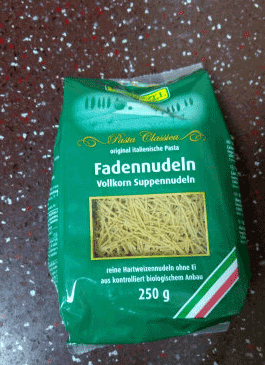 Pasta Classica
original italienische Pasta
Fadennudeln
Vollkorn Suppennudeln
reine Hartweizennudeln ohne Ei
aus kontrolliert biologischem Anbau
250 g